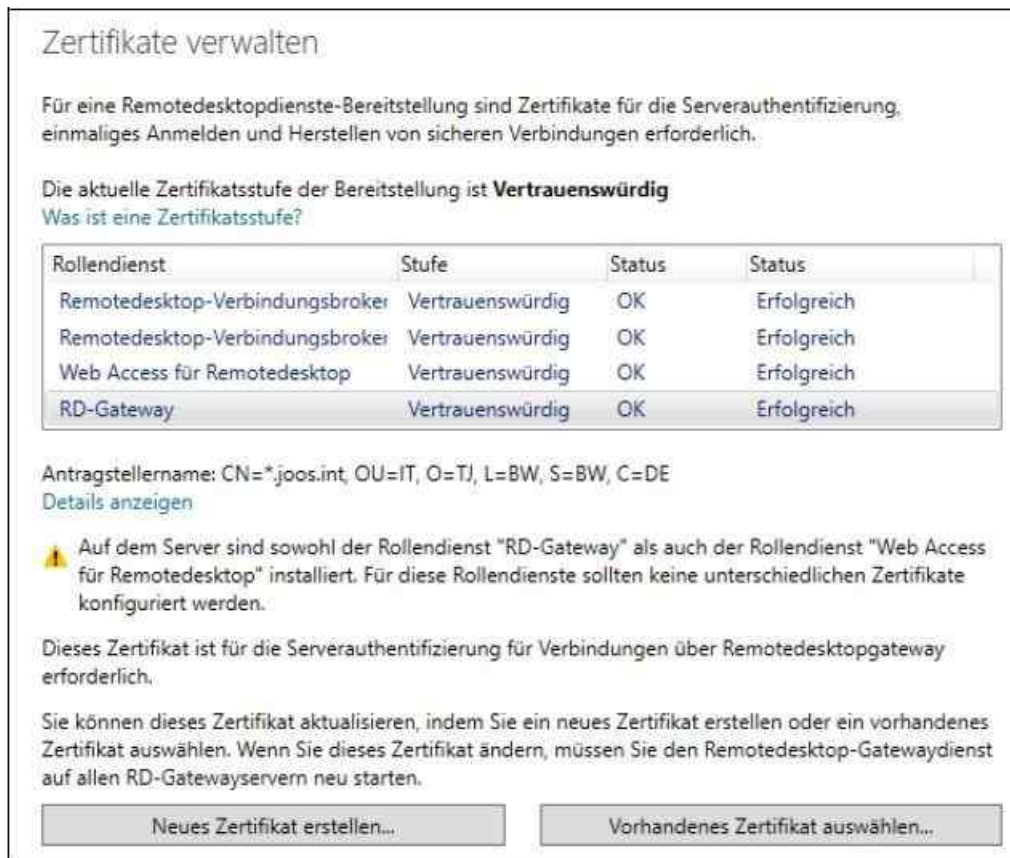 Zertifikate verwalten
Für eine Remotedesktopdienste-Bereitstellung sind Zertifikate für die Serverauthentifizierung,
einmaliges Anmelden und Herstellen von sicheren Verbindungen erforderlich.
Die aktuelle Zertifikatsstufe der Bereitstellung ist Vertrauenswürdig
Was ist eine Zertifikatsstufe?
Rollendienst Stufe Status Status
Remotedesktop-Verbindungsbroker Vertrauenswürdig OK Erfolgreich
Remotedesktop-Verbindungsbroker Vertrauenswürdig OK Erfolgreich
Web Access für Remotedesktop Vertrauenswürdig OK Erfolgreich
RD-Gateway Vertrauenswürdig OK Erfolgreich
Antragstellername: CN=*.joos.int, OU=IT, O=TJ, L=BW, S=BW, C=DE
Details anzeigen
Auf dem Server sind sowohl der Rollendienst "RD-Gateway" als auch der Rollendienst "Web Access
für Remotedesktop" installiert. Für diese Rollendienste sollten keine unterschiedlichen Zertifikate
konfiguriert werden.
Dieses Zertifikat ist für die Serverauthentifizierung für Verbindungen über Remotedesktopgateway
erforderlich.
Sie können dieses Zertifikat aktualisieren, indem Sie ein neues Zertifikat erstellen oder ein vorhandenes
Zertifikat auswählen. Wenn Sie dieses Zertifikat ändern, müssen Sie den Remotedesktop-Gatewaydienst
auf allen RD-Gatewayservern neu starten.
Neues Zertifikat erstellen... Vorhandenes Zertifikat auswählen...